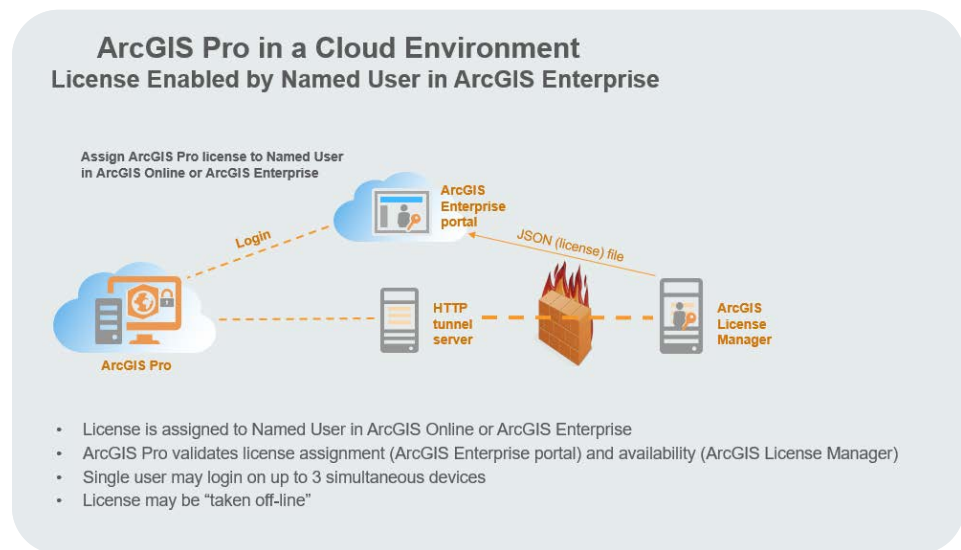 ArcGIS Pro in a Cloud Environment
License Enabled by Named User in ArcGIS Enterprise
Assign ArcGIS Pro license to Named User
in ArcGIS Online or ArcGIS Enterprise
ArcGIS
Enterprise
portal
Login
JSON (license) file
HTTP
tunnel
server
ArcGIS
License
Manager
ArcGIS Pro
• License is assigned to Named User in ArcGIS Online or ArcGIS Enterprise
• ArcGIS Pro validates license assignment (ArcGIS Enterprise portal) and availability (ArcGIS License Manager)
• Single user may login on up to 3 simultaneous devices
• License may be “taken off-line”